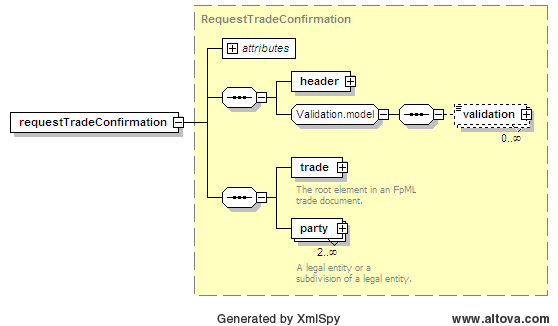 RequestTradeConfirmation
attributes
header
requestTradeConfirmation
Validation.model
validation
0..∞
trade
The root element in an FpML
trade document.
party
2..∞
A legal entity or a
subdivision of a legal entity.
Generated by XmlSpy
www.altova.com